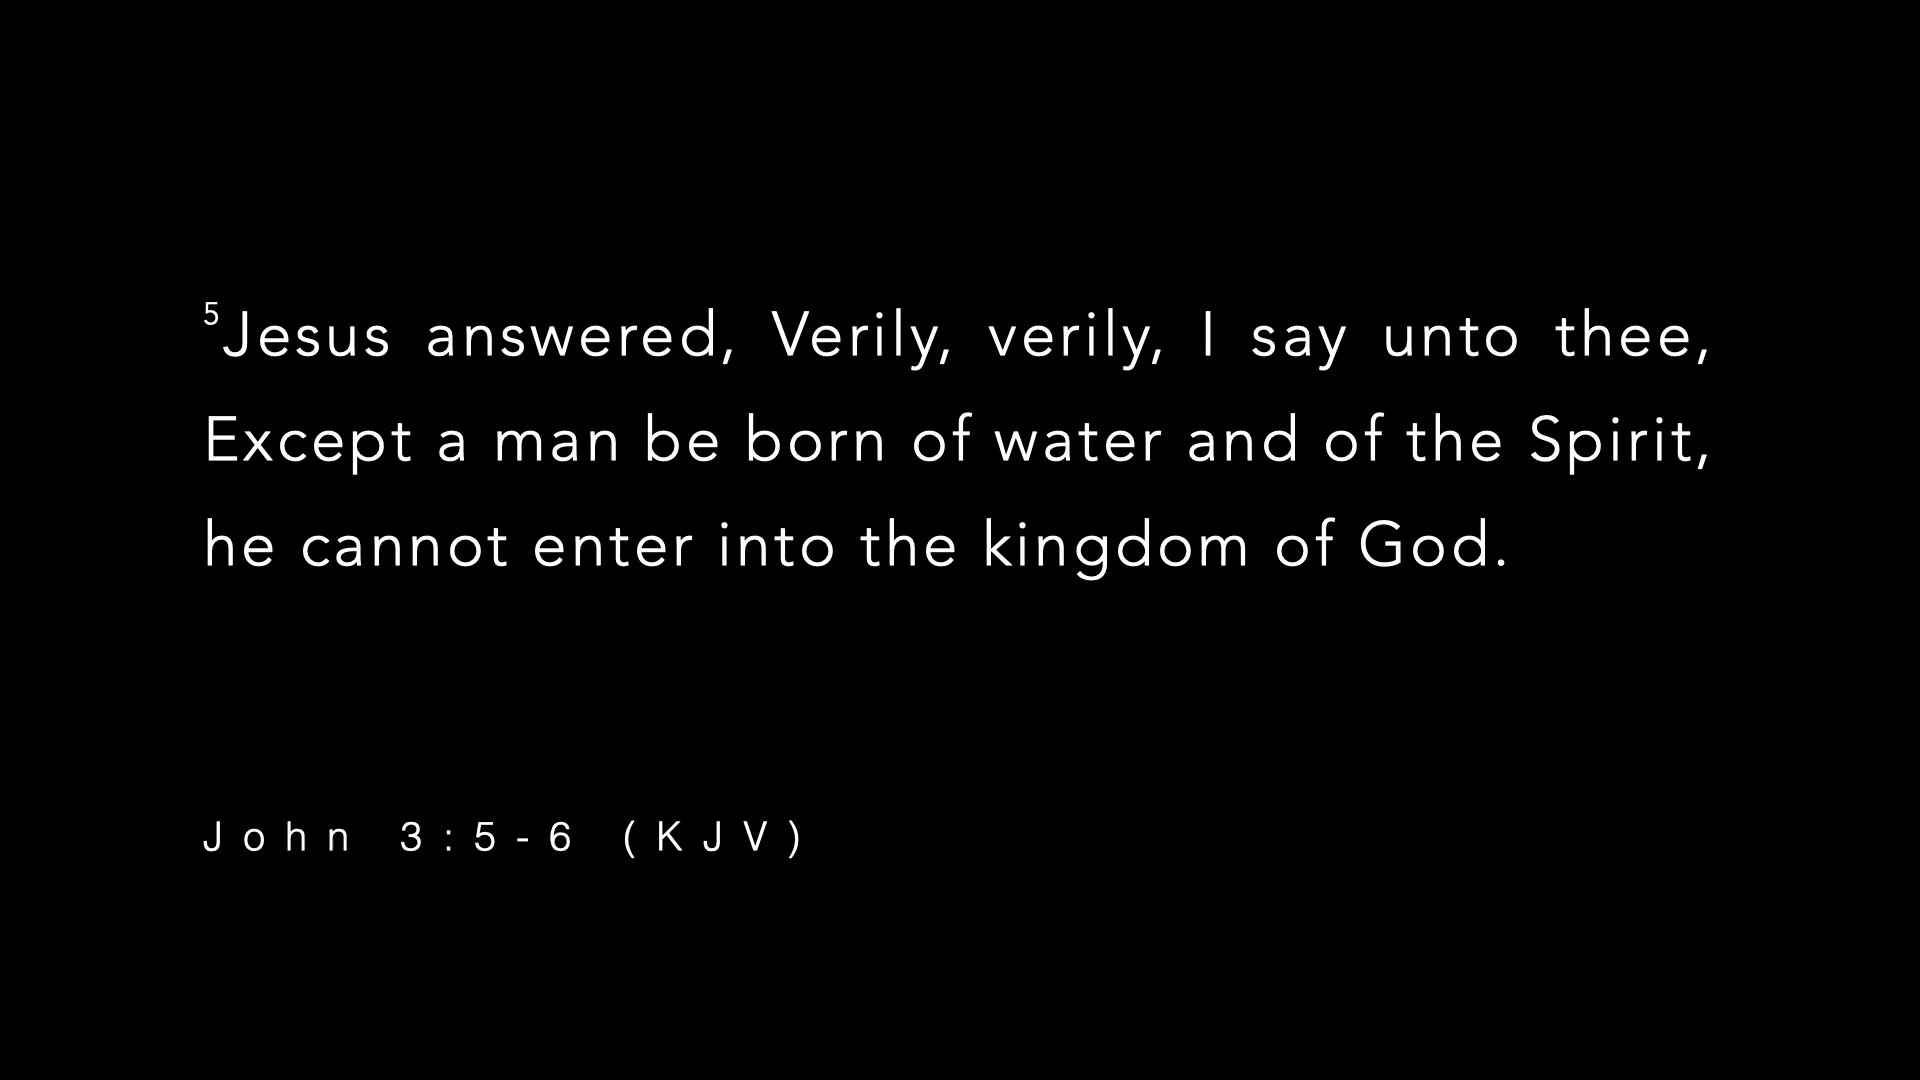 ⁵Jesus answered, Verily, verily, I say unto thee,
Except a man be born of water and of the Spirit,
he cannot enter into the kingdom of God.
John 3:5-6 (KJV)